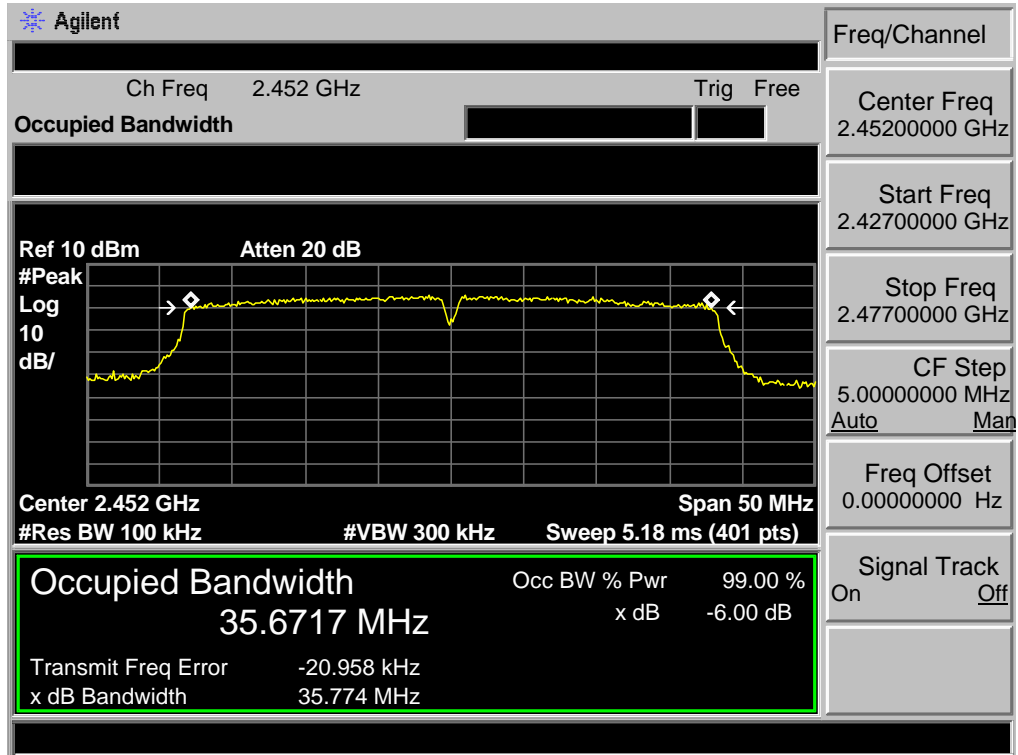 Agilent
Freq/Channel
Ch Freq 2.452 GHz Trig Free
Occupied Bandwidth
Center Freq
2.45200000 GHz
Start Freq
2.42700000 GHz
Stop Freq
2.47700000 GHz
CF Step
5.00000000 MHz
Auto Man
Freq Offset
0.00000000 Hz
Signal Track
On Off
Ref 10 dBm Atten 20 dB
#Peak
Log
10
dB/
Center 2.452 GHz Span 50 MHz
#Res BW 100 kHz #VBW 300 kHz Sweep 5.18 ms (401 pts)
Occupied Bandwidth Occ BW % Pwr 99.00 %
35.6717 MHz x dB -6.00 dB
Transmit Freq Error -20.958 kHz
x dB Bandwidth 35.774 MHz